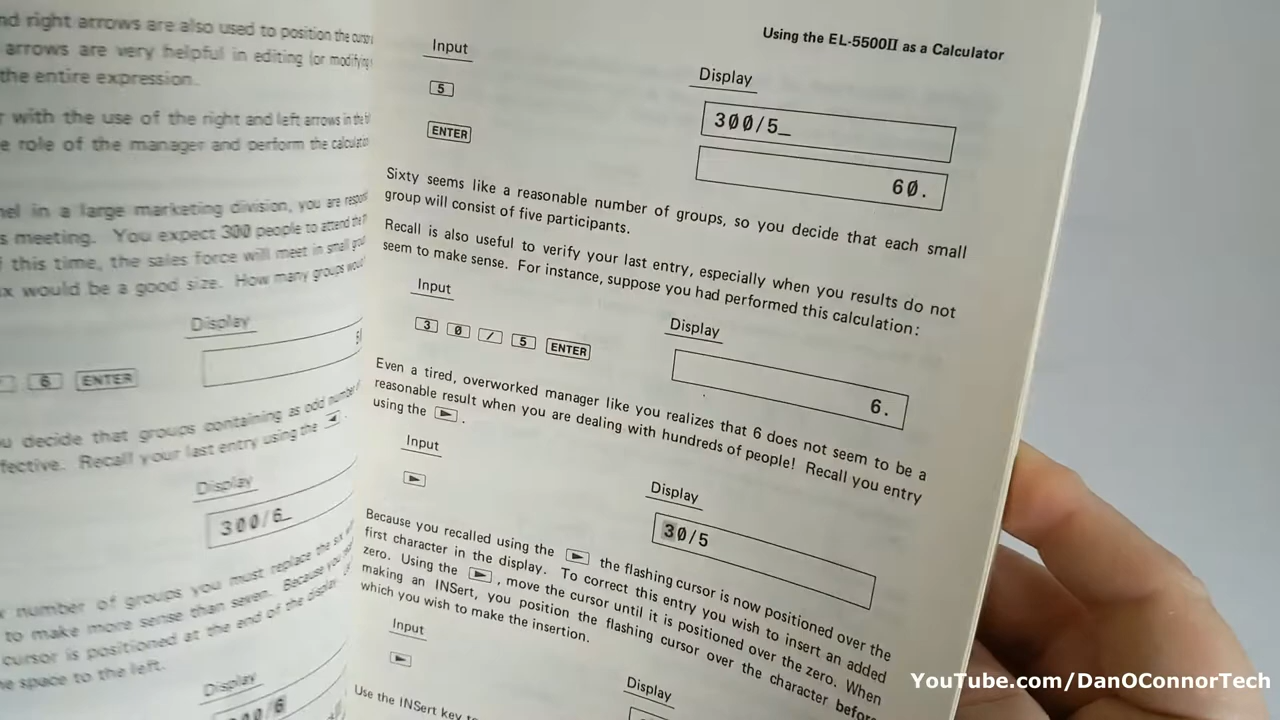 nd right arrows are also used to position the
arrows are very helpful in editing (or modifying
the entire expression.
with the use of the right and left arrows in the
e role of the manager and perform the
nel in a large marketing division, you are
s meeting. You expect 300 people to attend the
f this time, the sales force will meet in small
x would be a good size. How many groups
Display
6 ENTER
u decide that groups containing as odd number
fective. Recall your last entry using the ◄ .
Display
300/6_
number of groups you must replace the six
to make more sense than seven. Because
cursor is positioned at the end of the display
e space to the left.
Display
Using the EL-5500II as a Calculator
Input
Display
5
300/5_
ENTER
60.
Sixty seems like a reasonable number of groups, so you decide that each small
group will consist of five participants.
Recall is also useful to verify your last entry, especially when you results do not
seem to make sense. For instance, suppose you had performed this calculation:
Input
Display
3 0 / 5 ENTER
6.
Even a tired, overworked manager like you realizes that 6 does not seem to be a
reasonable result when you are dealing with hundreds of people! Recall you entry
using the ► .
Input
Display
►
30/5
Because you recalled using the ► the flashing cursor is now positioned over the
first character in the display. To correct this entry you wish to insert an added
zero. Using the ► , move the cursor until it is positioned over the zero. When
making an INSert, you position the flashing cursor over the character before
which you wish to make the insertion.
Input
Display
►
Use the INSert key
YouTube.com/DanOConnorTech